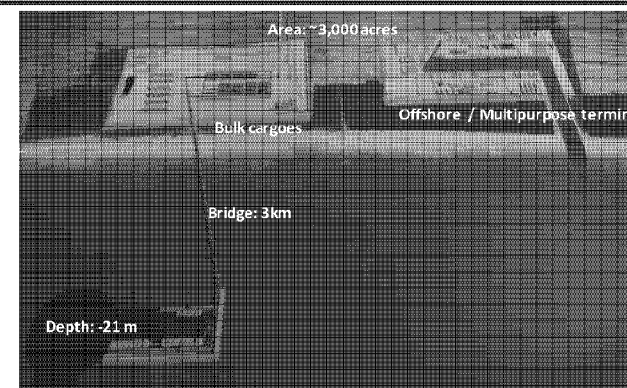 Area: ~3,000 acres
Offshore / Multipurpose termin
Bulk cargoes
Bridge: 3km
Depth: -21 m